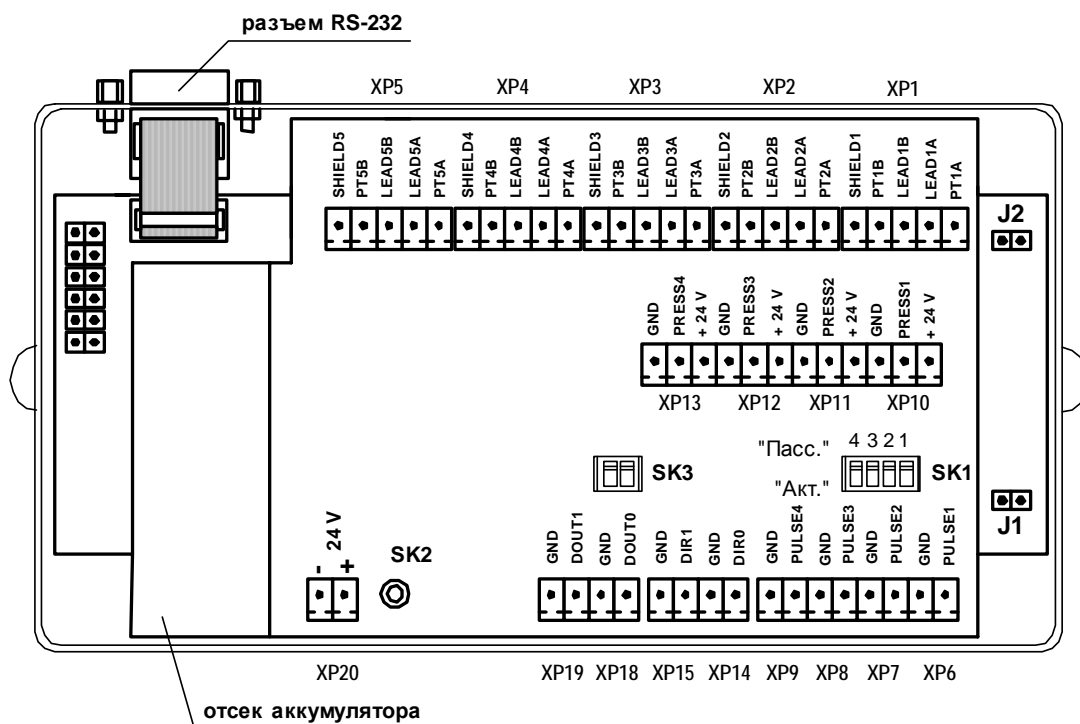 разъем RS-232
XP5 XP4 XP3 XP2 XP1
SHIELD5 PT5B LEAD5B LEAD5A PT5A SHIELD4 PT4B LEAD4B LEAD4A PT4A SHIELD3 PT3B LEAD3B LEAD3A PT3A SHIELD2 PT2B LEAD2B LEAD2A PT2A SHIELD1 PT1B LEAD1B LEAD1A PT1A
J2
GND PRESS4 + 24 V GND PRESS3 + 24 V GND PRESS2 + 24 V GND PRESS1 + 24 V
XP13 XP12 XP11 XP10
"Пасс." 4 3 2 1
SK3 SK1
"Акт."
J1
24 V
- +
SK2
GND DOUT1 GND DOUT0 GND DIR1 GND DIR0 GND PULSE4 GND PULSE3 GND PULSE2 GND PULSE1
XP20 XP19 XP18 XP15 XP14 XP9 XP8 XP7 XP6
отсек аккумулятора